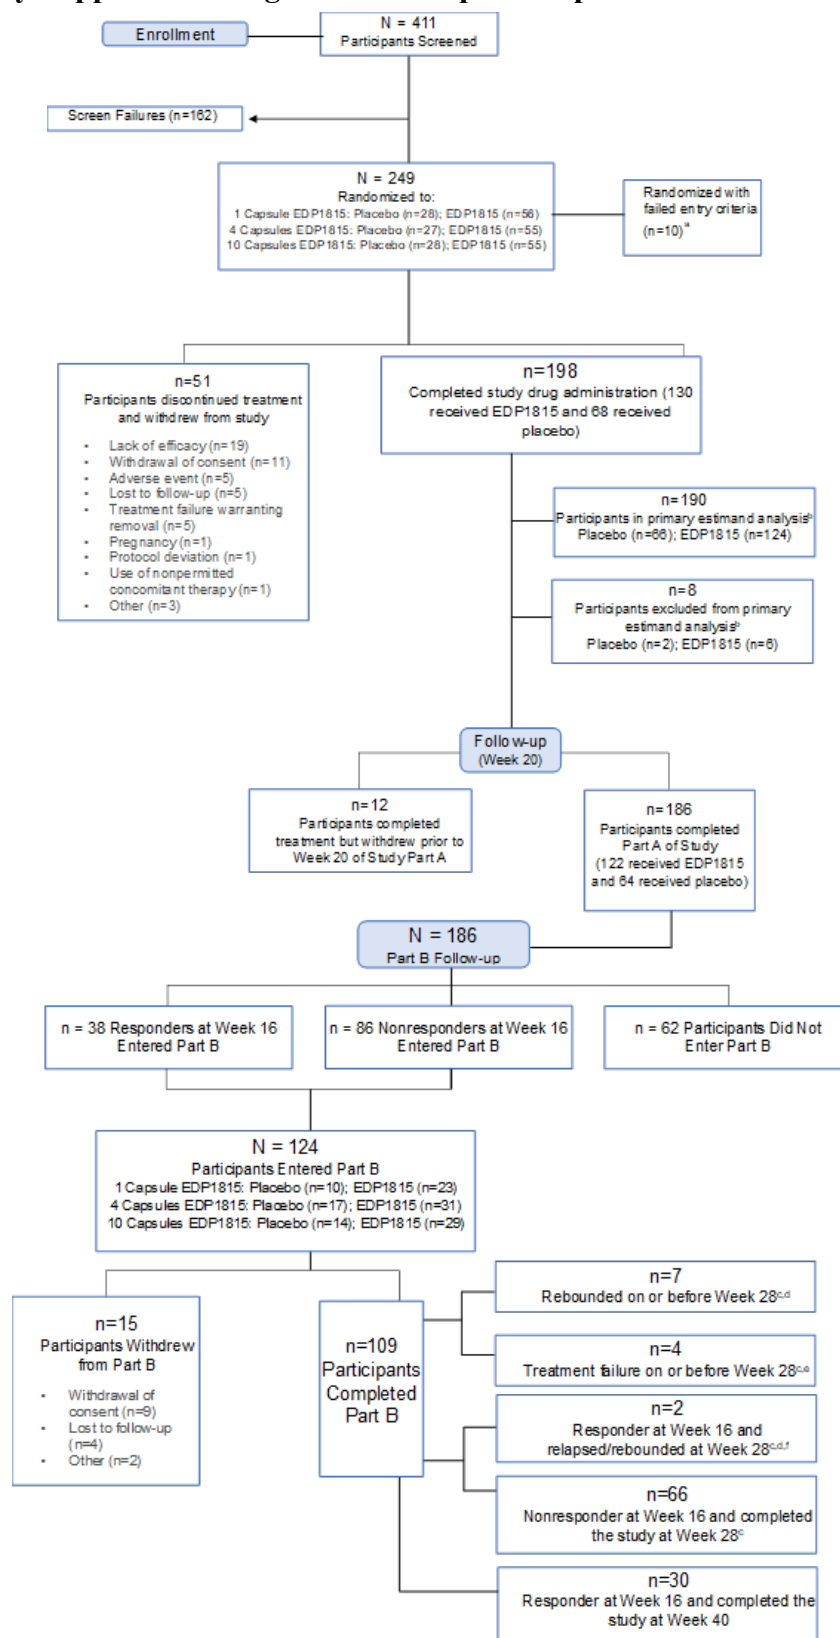 Enrollment
N = 411
Participants Screened
Screen Failures (n=162)
N = 249
Randomized to:
1 Capsule EDP1815: Placebo (n=28); EDP1815 (n=56)
4 Capsules EDP1815: Placebo (n=27); EDP1815 (n=55)
10 Capsules EDP1815: Placebo (n=28); EDP1815 (n=55)
Randomized with
failed entry criteria
(n=10)a
n=51
Participants discontinued treatment
and withdrew from study
• Lack of efficacy (n=19)
• Withdrawal of consent (n=11)
• Adverse event (n=5)
• Lost to follow-up (n=5)
• Treatment failure warranting
removal (n=5)
• Pregnancy (n=1)
• Protocol deviation (n=1)
• Use of nonpermitted
concomitant therapy (n=1)
• Other (n=3)
n=198
Completed study drug administration (130
received EDP1815 and 68 received
placebo)
n=190
Participants in primary estimand analysisb
Placebo (n=66); EDP1815 (n=124)
n=8
Participants excluded from primary
estimand analysisb
Placebo (n=2); EDP1815 (n=6)
Follow-up
(Week 20)
n=12
Participants completed
treatment but withdrew prior to
Week 20 of Study Part A
n=186
Participants completed
Part A of Study
(122 received EDP1815
and 64 received placebo)
N = 186
Part B Follow-up
n = 38 Responders at Week 16
Entered Part B
n = 86 Nonresponders at Week 16
Entered Part B
n = 62 Participants Did Not
Enter Part B
N = 124
Participants Entered Part B
1 Capsule EDP1815: Placebo (n=10); EDP1815 (n=23)
4 Capsules EDP1815: Placebo (n=17); EDP1815 (n=31)
10 Capsules EDP1815: Placebo (n=14); EDP1815 (n=29)
n=15
Participants Withdrew
from Part B
• Withdrawal of
consent (n=9)
• Lost to follow-up
(n=4)
• Other (n=2)
n=109
Participants
Completed
Part B
n=7
Rebounded on or before Week 28c,d
n=4
Treatment failure on or before Week 28c,e
n=2
Responder at Week 16 and
relapsed/rebounded at Week 28c,d,f
n=66
Nonresponder at Week 16 and completed
the study at Week 28c
n=30
Responder at Week 16 and completed the
study at Week 40